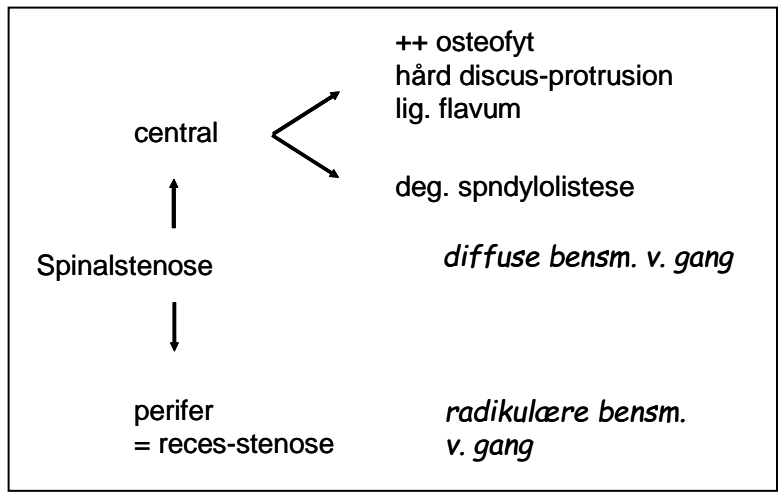 ++ osteofyt
hård discus-protrusion
lig. flavum
central
deg. spndylolistese
Spinalstenose
diffuse bensm. v. gang
perifer
= reces-stenose
radikulære bensm.
v. gang